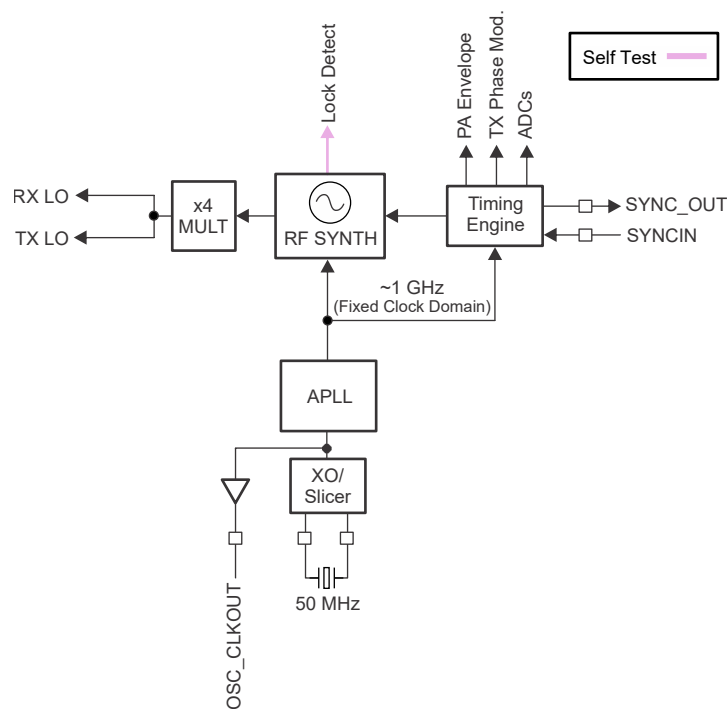 Lock Detect
PA Envelope
TX Phase Mod.
ADCs
Self Test
RX LO
TX LO
x4
MULT
RF SYNTH
Timing
Engine
SYNC_OUT
SYNCIN
~1 GHz
(Fixed Clock Domain)
APLL
XO/
Slicer
50 MHz
OSC_CLKOUT